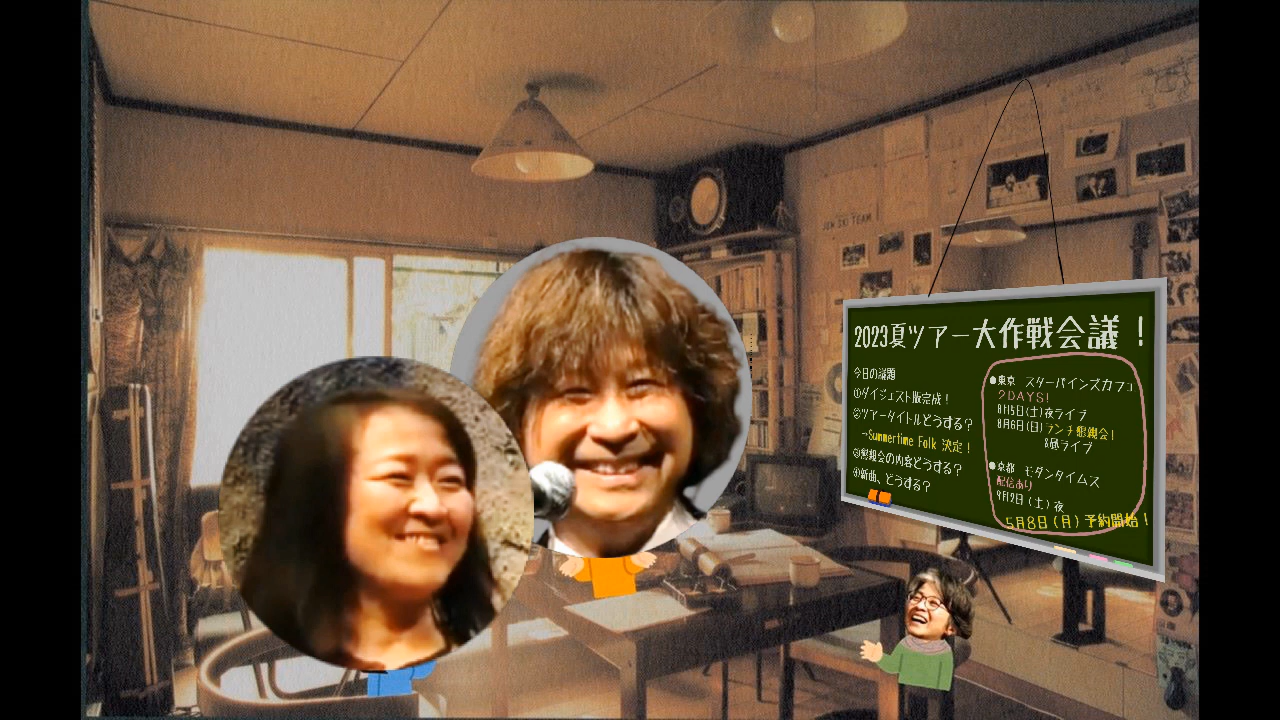 2023夏ツアー大作戦会議！
今日の議題
①ダイジェスト版完成！
②ツアータイトルどうする？
→Summertime Folk 決定！
③懇親会の内容どうする？
④新曲、どうする？
●東京 スターパインズカフェ
2DAYS！
8月5日(土)夜ライブ
8月6日(日)ランチ懇親会！
&昼ライブ
●京都 モダンタイムス
配信あり
9月2日(土)夜
5月8日(月)予約開始！
JUN SKI TEAM